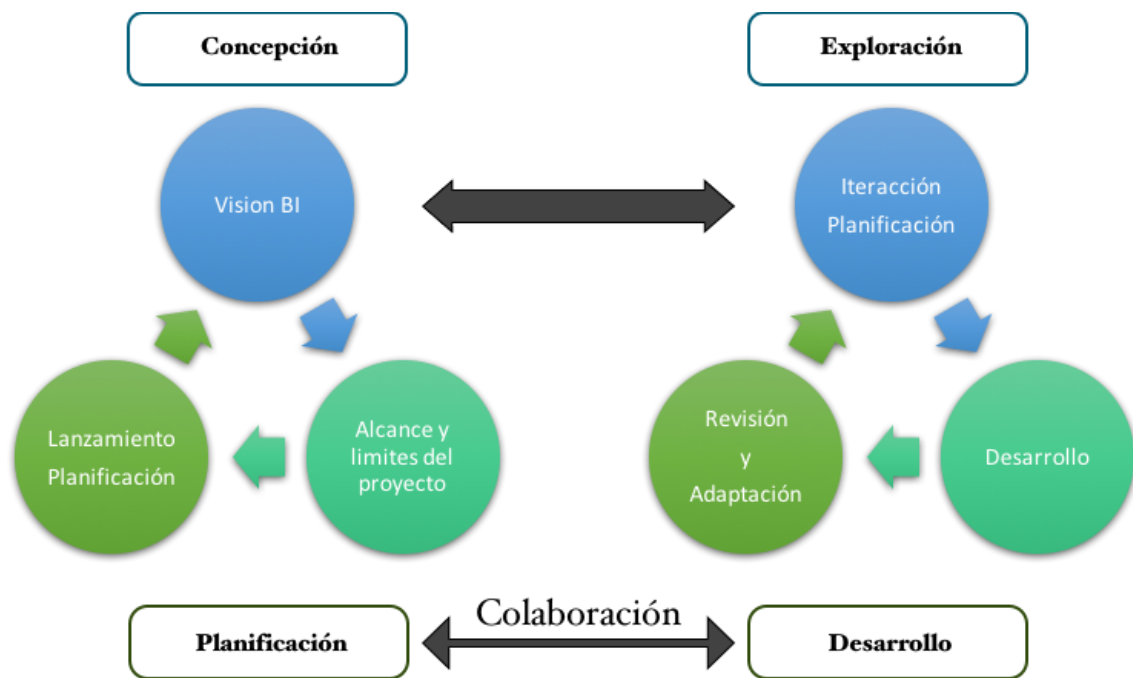 Concepción
Exploración
Vision BI
Iteracción
Planificación
Lanzamiento
Planificación
Alcance y
limites del
proyecto
Revisión
y
Adaptación
Desarrollo
Planificación
Colaboración
Desarrollo